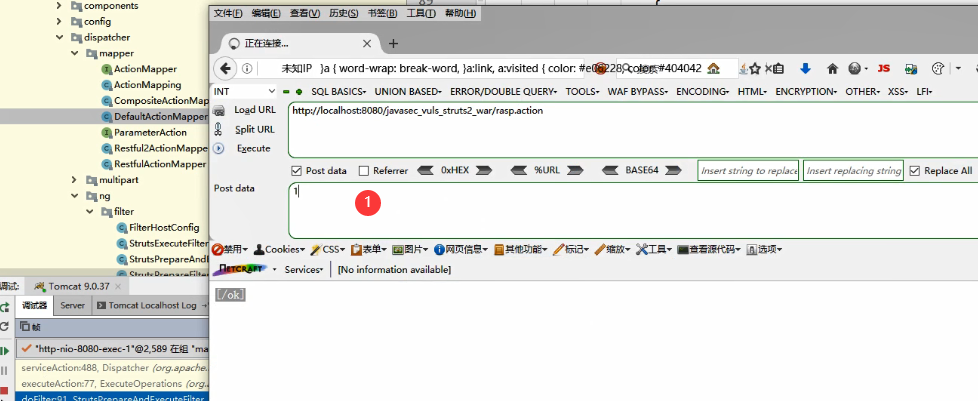 components
config
dispatcher
mapper
ActionMapper
ActionMapping
CompositeActionMap
DefaultActionMapper
ParameterAction
Restful2ActionMappe
RestfulActionMapper
multipart
ng
filter
FilterHostConfig
StrutsExecuteFilter
StrutsPrepareAndE
StrutsPrepareFilter
调试: Tomcat 9.0.37
调试器 Server Tomcat Localhost Log
帧
"http-nio-8080-exec-1"@2,589 在组 "ma
serviceAction:488, Dispatcher (org.apache.
executeAction:77, ExecuteOperations (org.a
doFilter:91, StrutsPrepareAndExecuteFilter
89
文件(F) 编辑(E) 查看(V) 历史(S) 书签(B) 工具(T) 帮助(H)
正在连接...
未知IP }a { word-wrap: break-word, }a:link, a:visited { color: #e06228, color: #404042
INT SQL BASICS UNION BASED ERROR/DOUBLE QUERY TOOLS WAF BYPASS ENCODING HTML ENCRYPTION OTHER XSS LFI
Load URL http://localhost:8080/javasec_vuls_struts2_war/rasp.action
Split URL
Execute
Post data Referrer 0xHEX %URL BASE64 Insert string to replace Insert replacing string Replace All
Post data 1
1
禁用 Cookies CSS 表单 图片 网页信息 其他功能 标记 缩放 工具 查看源代码 选项
NETCRAFT Services [No information available]
[/ok]